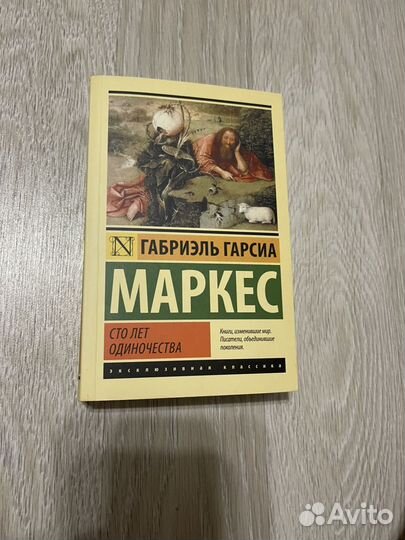 ГАБРИЭЛЬ ГАРСИА
МАРКЕС
СТО ЛЕТ
ОДИНОЧЕСТВА
Книги, изменившие мир.
Писатели, объединившие
поколения.
ЭКСКЛЮЗИВНАЯ КЛАССИКА
Avito